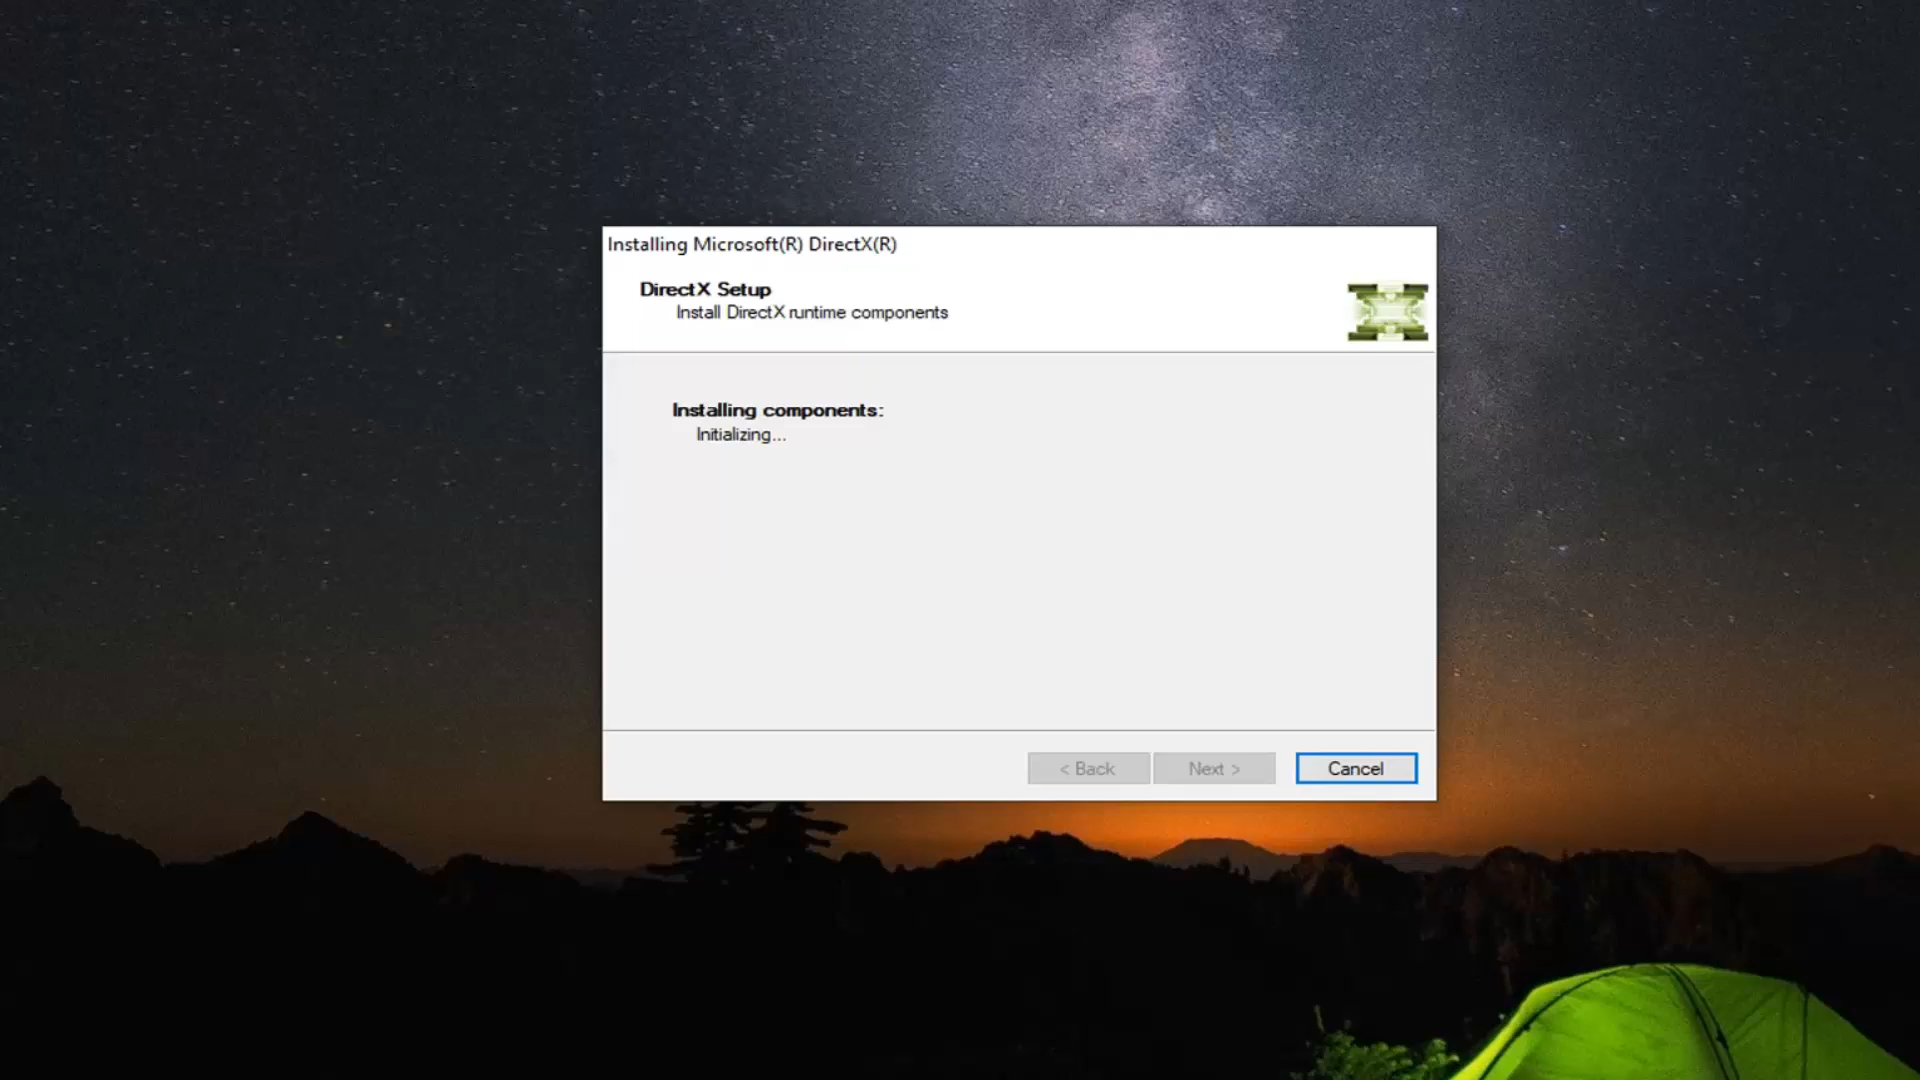 Installing Microsoft(R) DirectX(R)
DirectX Setup
Install DirectX runtime components
Installing components:
Initializing...
< Back
Next >
Cancel